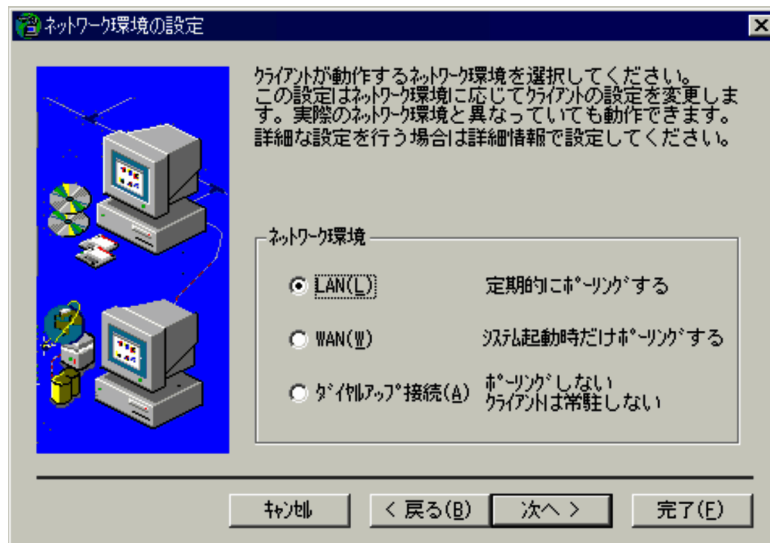 ネットワーク環境の設定
クライアントが動作するネットワーク環境を選択してください。
この設定はネットワーク環境に応じてクライアントの設定を変更しま
す。実際のネットワーク環境と異なっていても動作できます。
詳細な設定を行う場合は詳細情報で設定してください。
ネットワーク環境
LAN(L) 定期的にポーリングする
WAN(W) システム起動時だけポーリングする
ダイヤルアップ接続(A) ポーリングしない
クライアントは常駐しない
キャンセル < 戻る(B) 次へ > 完了(F)